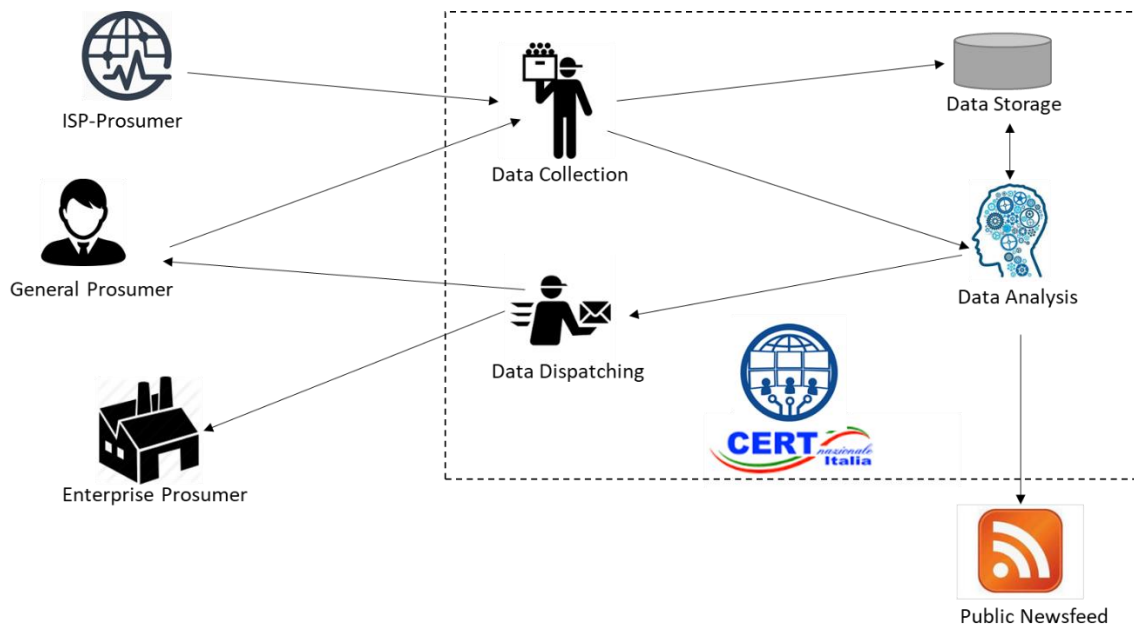 ISP-Prosumer
Data Collection
Data Storage
General Prosumer
Data Dispatching
Data Analysis
CERT
nazionale
Italia
Enterprise Prosumer
Public Newsfeed